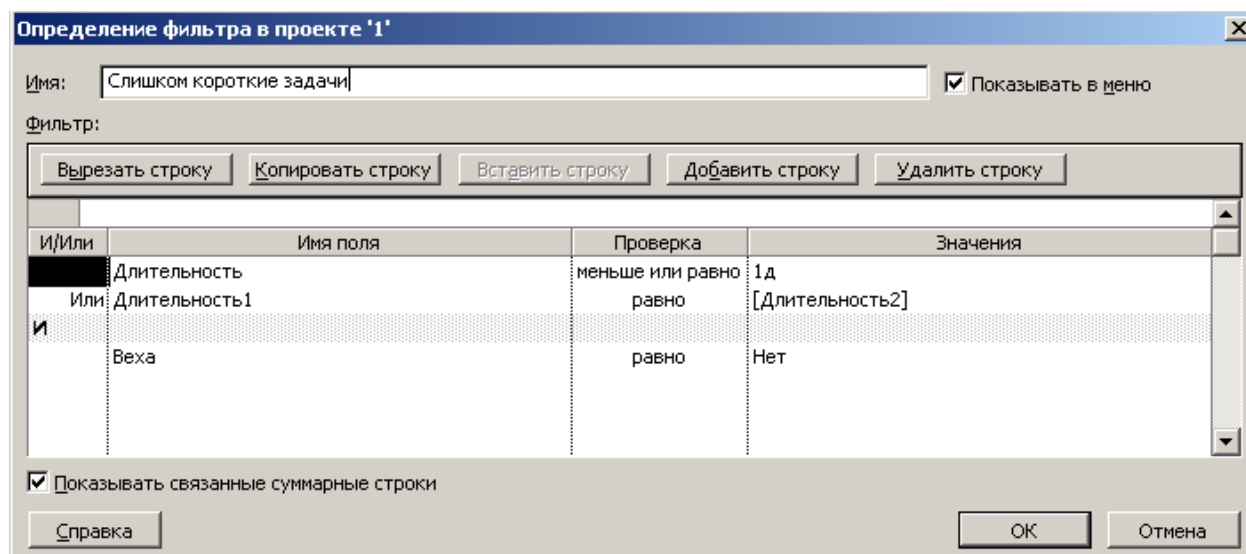 Определение фильтра в проекте '1'
Имя: Слишком короткие задачи Показывать в меню
Фильтр:
Вырезать строку Копировать строку Вставить строку Добавить строку Удалить строку
И/Или Имя поля Проверка Значения
Длительность меньше или равно 1д
Или Длительность1 равно [Длительность2]
И
Веха равно Нет
Показывать связанные суммарные строки
Справка ОК Отмена